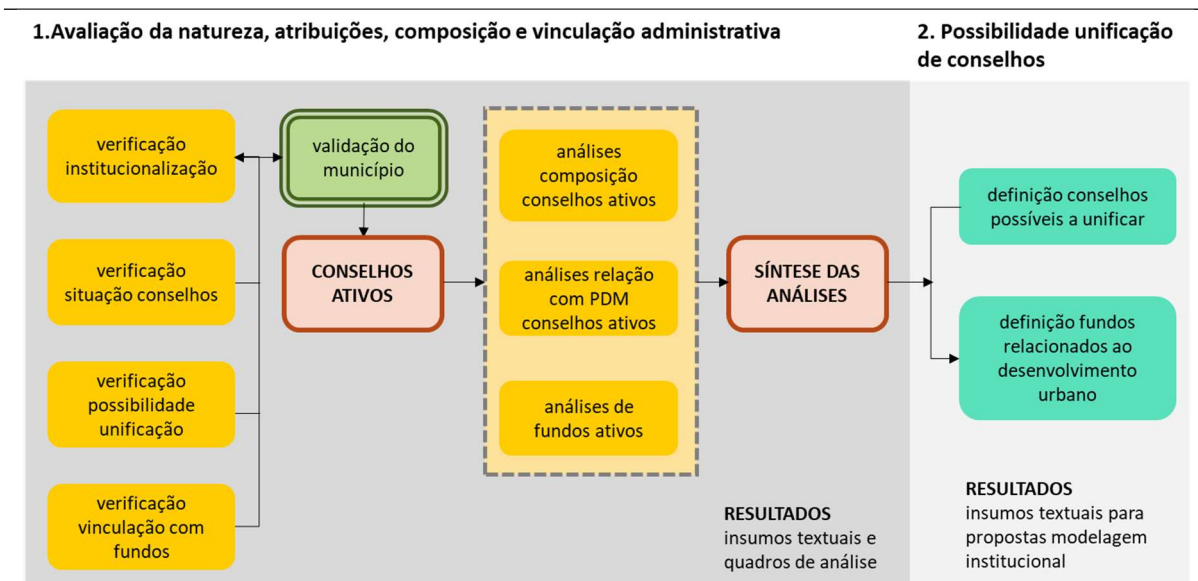 1.Avaliação da natureza, atribuições, composição e vinculação administrativa
2. Possibilidade unificação
de conselhos
verificação
institucionalização
verificação
situação conselhos
verificação
possibilidade
unificação
verificação
vinculação com
fundos
validação do
município
CONSELHOS
ATIVOS
análises
composição
conselhos ativos
análises relação
com PDM
conselhos ativos
análises de
fundos ativos
SÍNTESE DAS
ANÁLISES
RESULTADOS
insumos textuais e
quadros de análise
definição conselhos
possíveis a unificar
definição fundos
relacionados ao
desenvolvimento
urbano
RESULTADOS
insumos textuais para
propostas modelagem
institucional